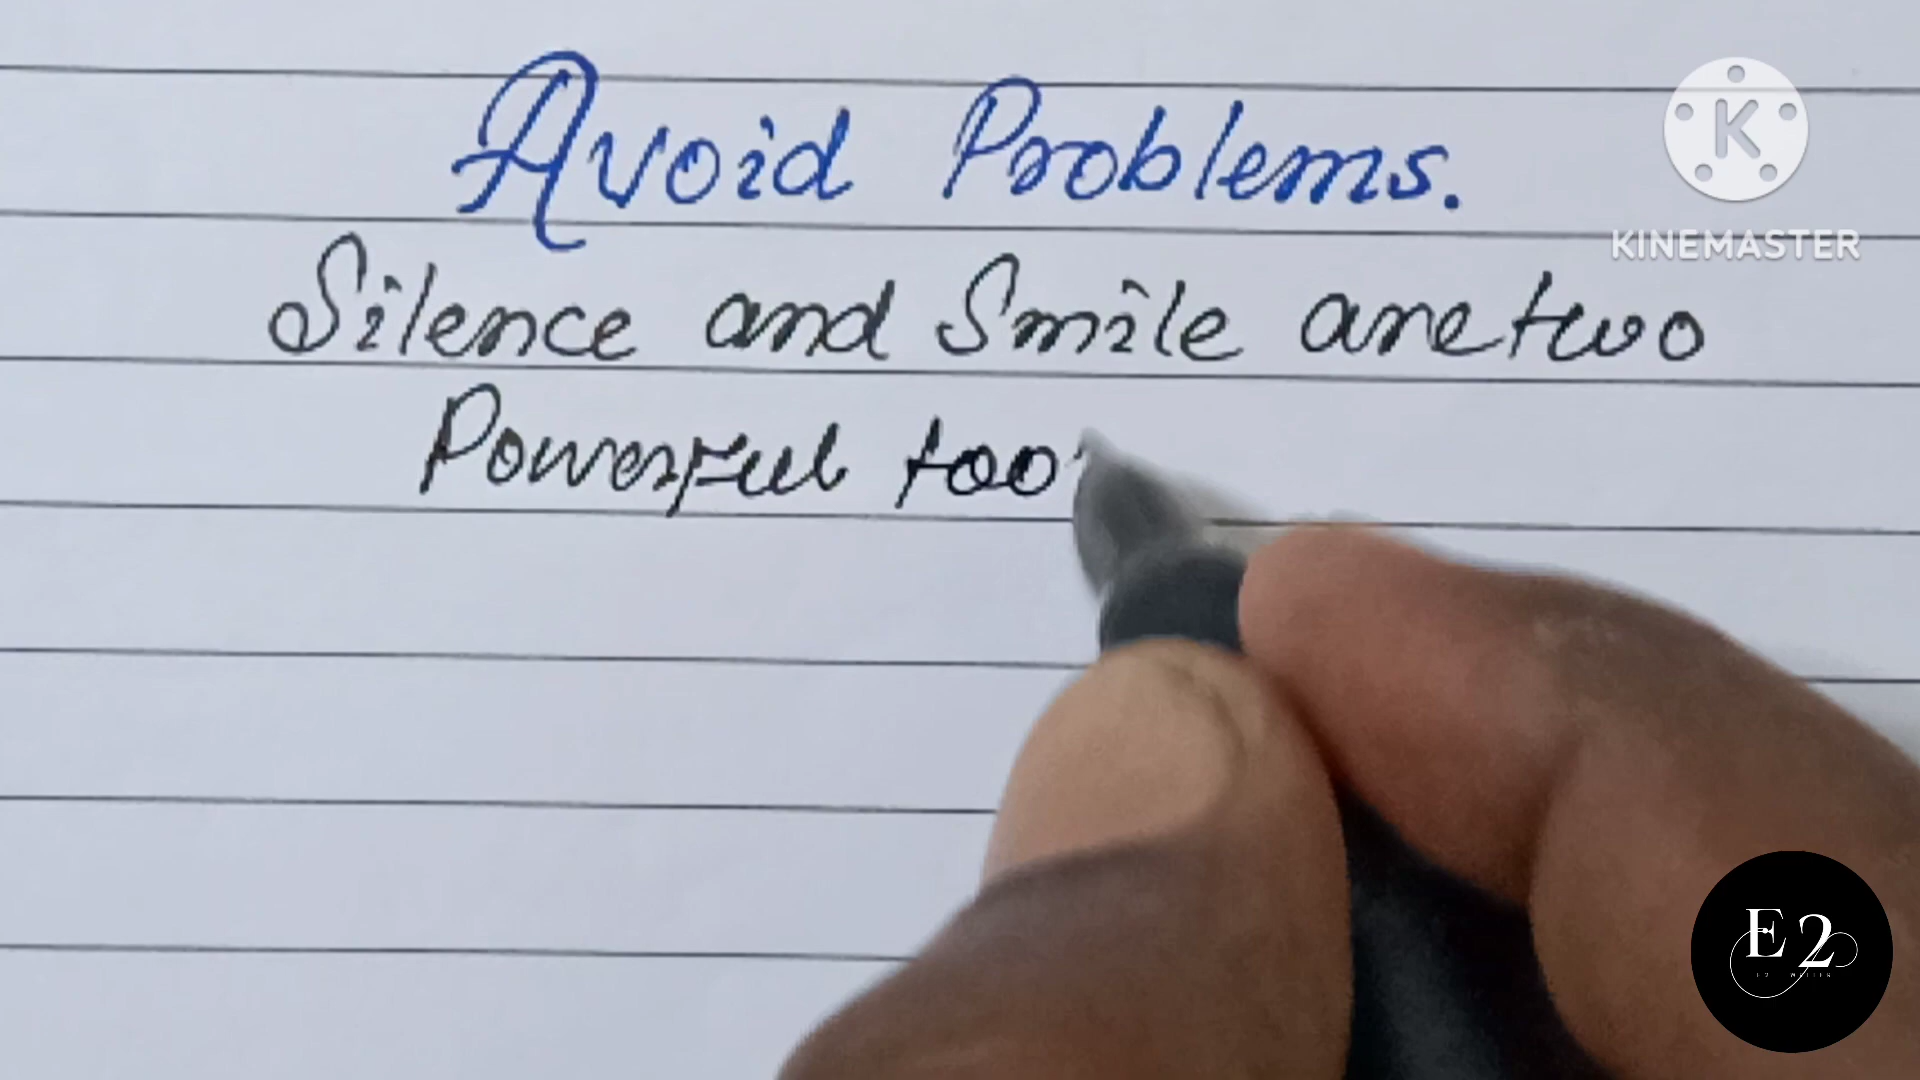 Avoid Problems.
K
KINEMASTER
Silence and Smile are two
Powerful too
E2